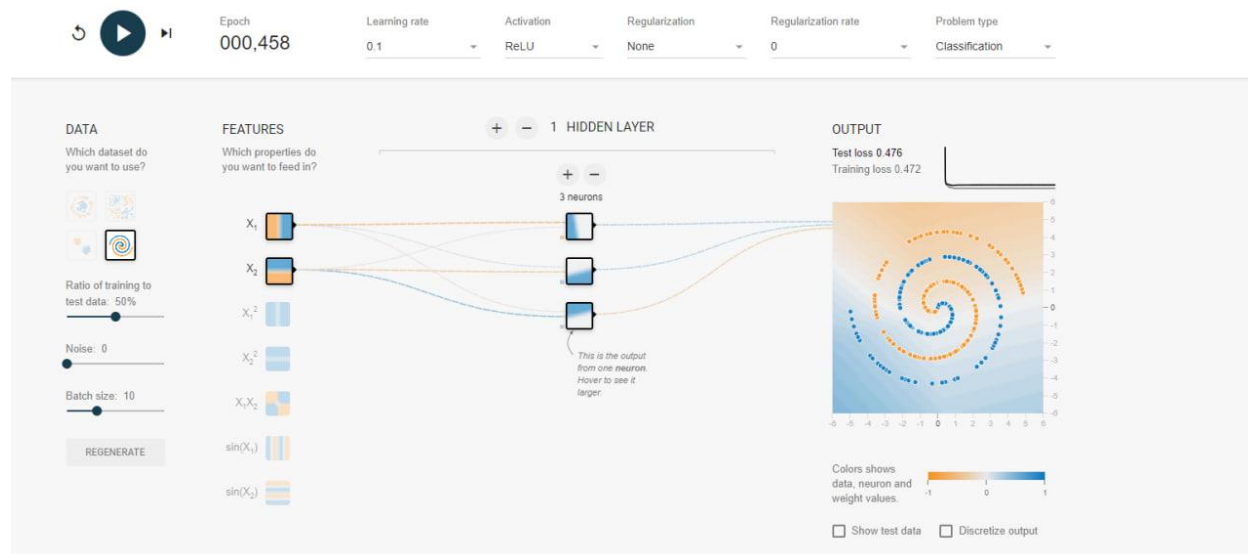 Epoch
000,458
Learning rate
0.1
Activation
ReLU
Regularization
None
Regularization rate
0
Problem type
Classification
DATA
Which dataset do
you want to use?
Ratio of training to
test data: 50%
Noise: 0
Batch size: 10
REGENERATE
FEATURES
Which properties do
you want to feed in?
X₁
X₂
X₁²
X₂²
X₁X₂
sin(X₁)
sin(X₂)
+ − 1 HIDDEN LAYER
+ −
3 neurons
This is the output
from one neuron.
Hover to see it
larger.
OUTPUT
Test loss 0.476
Training loss 0.472
6
5
4
3
2
1
0
-1
-2
-3
-4
-5
-6
-6 -5 -4 -3 -2 -1 0 1 2 3 4 5 6
Colors shows
data, neuron and
weight values.
-1 0 1
Show test data
Discretize output